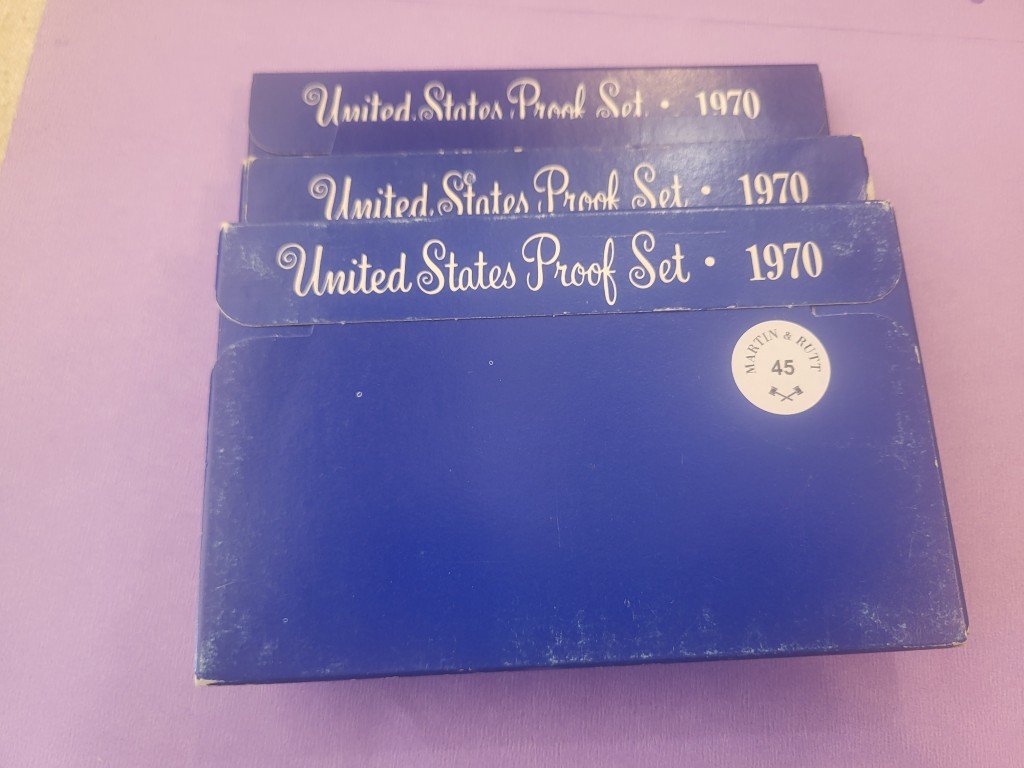 United States Proof Set • 1970
United States Proof Set • 1970
United States Proof Set • 1970
MARTIN & RUTT
45